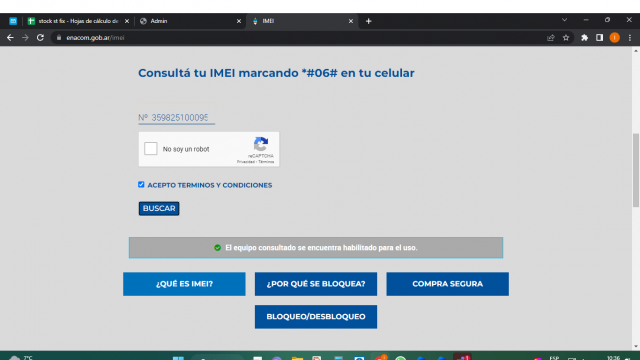 stock st fix - Hojas de cálculo de
Admin
IMEI
enacom.gob.ar/imei
Consultá tu IMEI marcando *#06# en tu celular
Nº 35982510009
No soy un robot
reCAPTCHA
Privacidad - Términos
ACEPTO TERMINOS Y CONDICIONES
BUSCAR
El equipo consultado se encuentra habilitado para el uso.
¿QUÉ ES IMEI?
¿POR QUÉ SE BLOQUEA?
COMPRA SEGURA
BLOQUEO/DESBLOQUEO
7°C
ESP
10:36